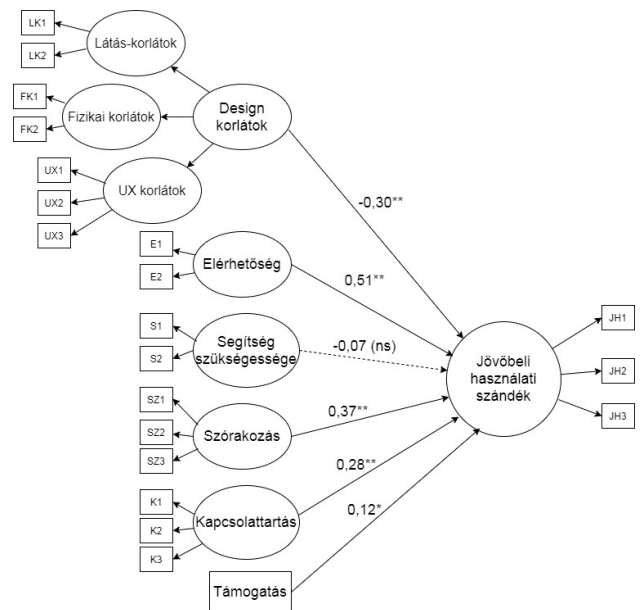 LK1
Látás-korlátok
LK2
FK1
Fizikai korlátok
FK2
Design
korlátok
UX1
UX korlátok
UX2
UX3
-0,30**
E1
Elérhetőség
E2
0,51**
S1
Segítség
szükségessége
S2
-0,07 (ns)
JH1
Jövőbeli
használati
szándék
JH2
JH3
SZ1
SZ2
Szórakozás
SZ3
0,37**
K1
K2
Kapcsolattartás
K3
0,28**
0,12*
Támogatás